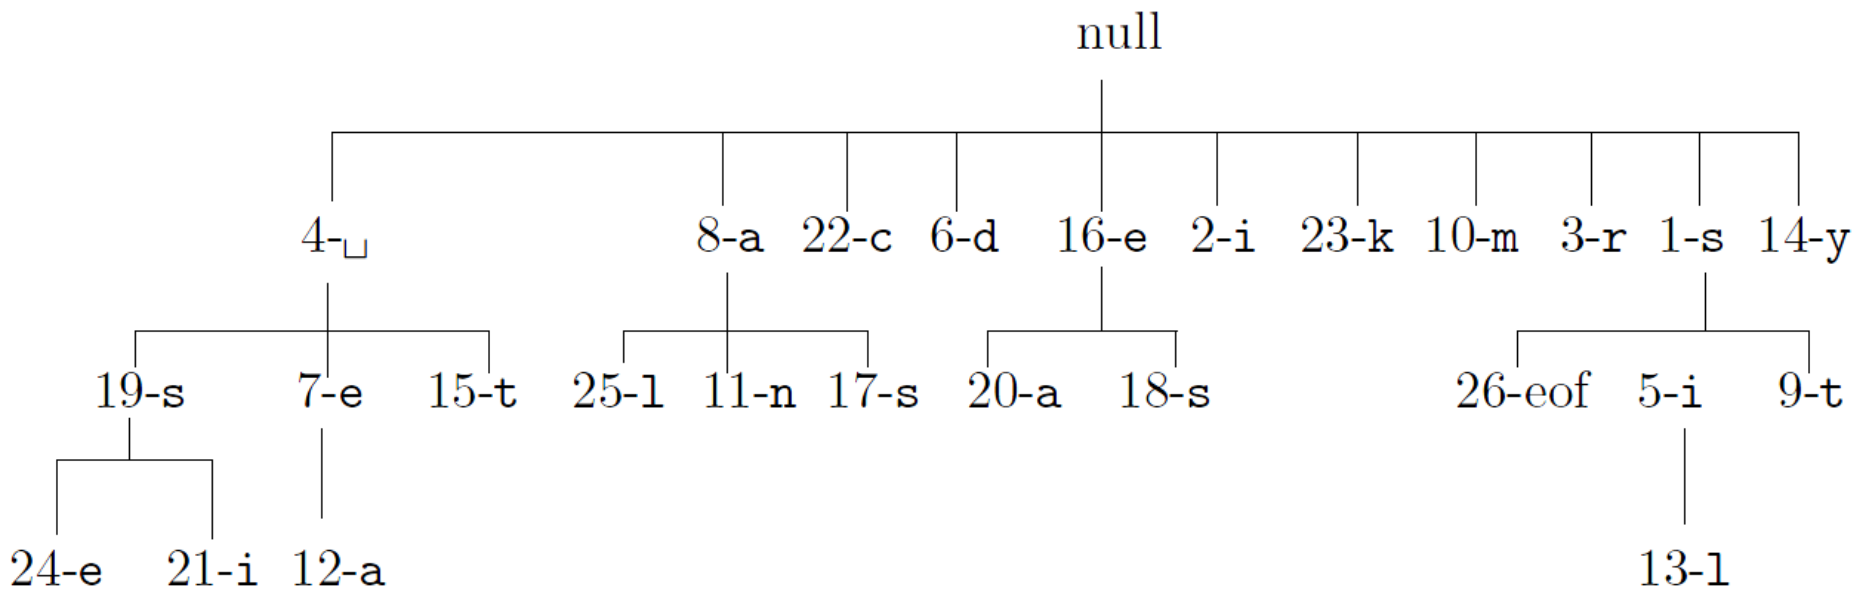 null
4-␣ 8-a 22-c 6-d 16-e 2-i 23-k 10-m 3-r 1-s 14-y
19-s 7-e 15-t 25-l 11-n 17-s 20-a 18-s 26-eof 5-i 9-t
24-e 21-i 12-a 13-l